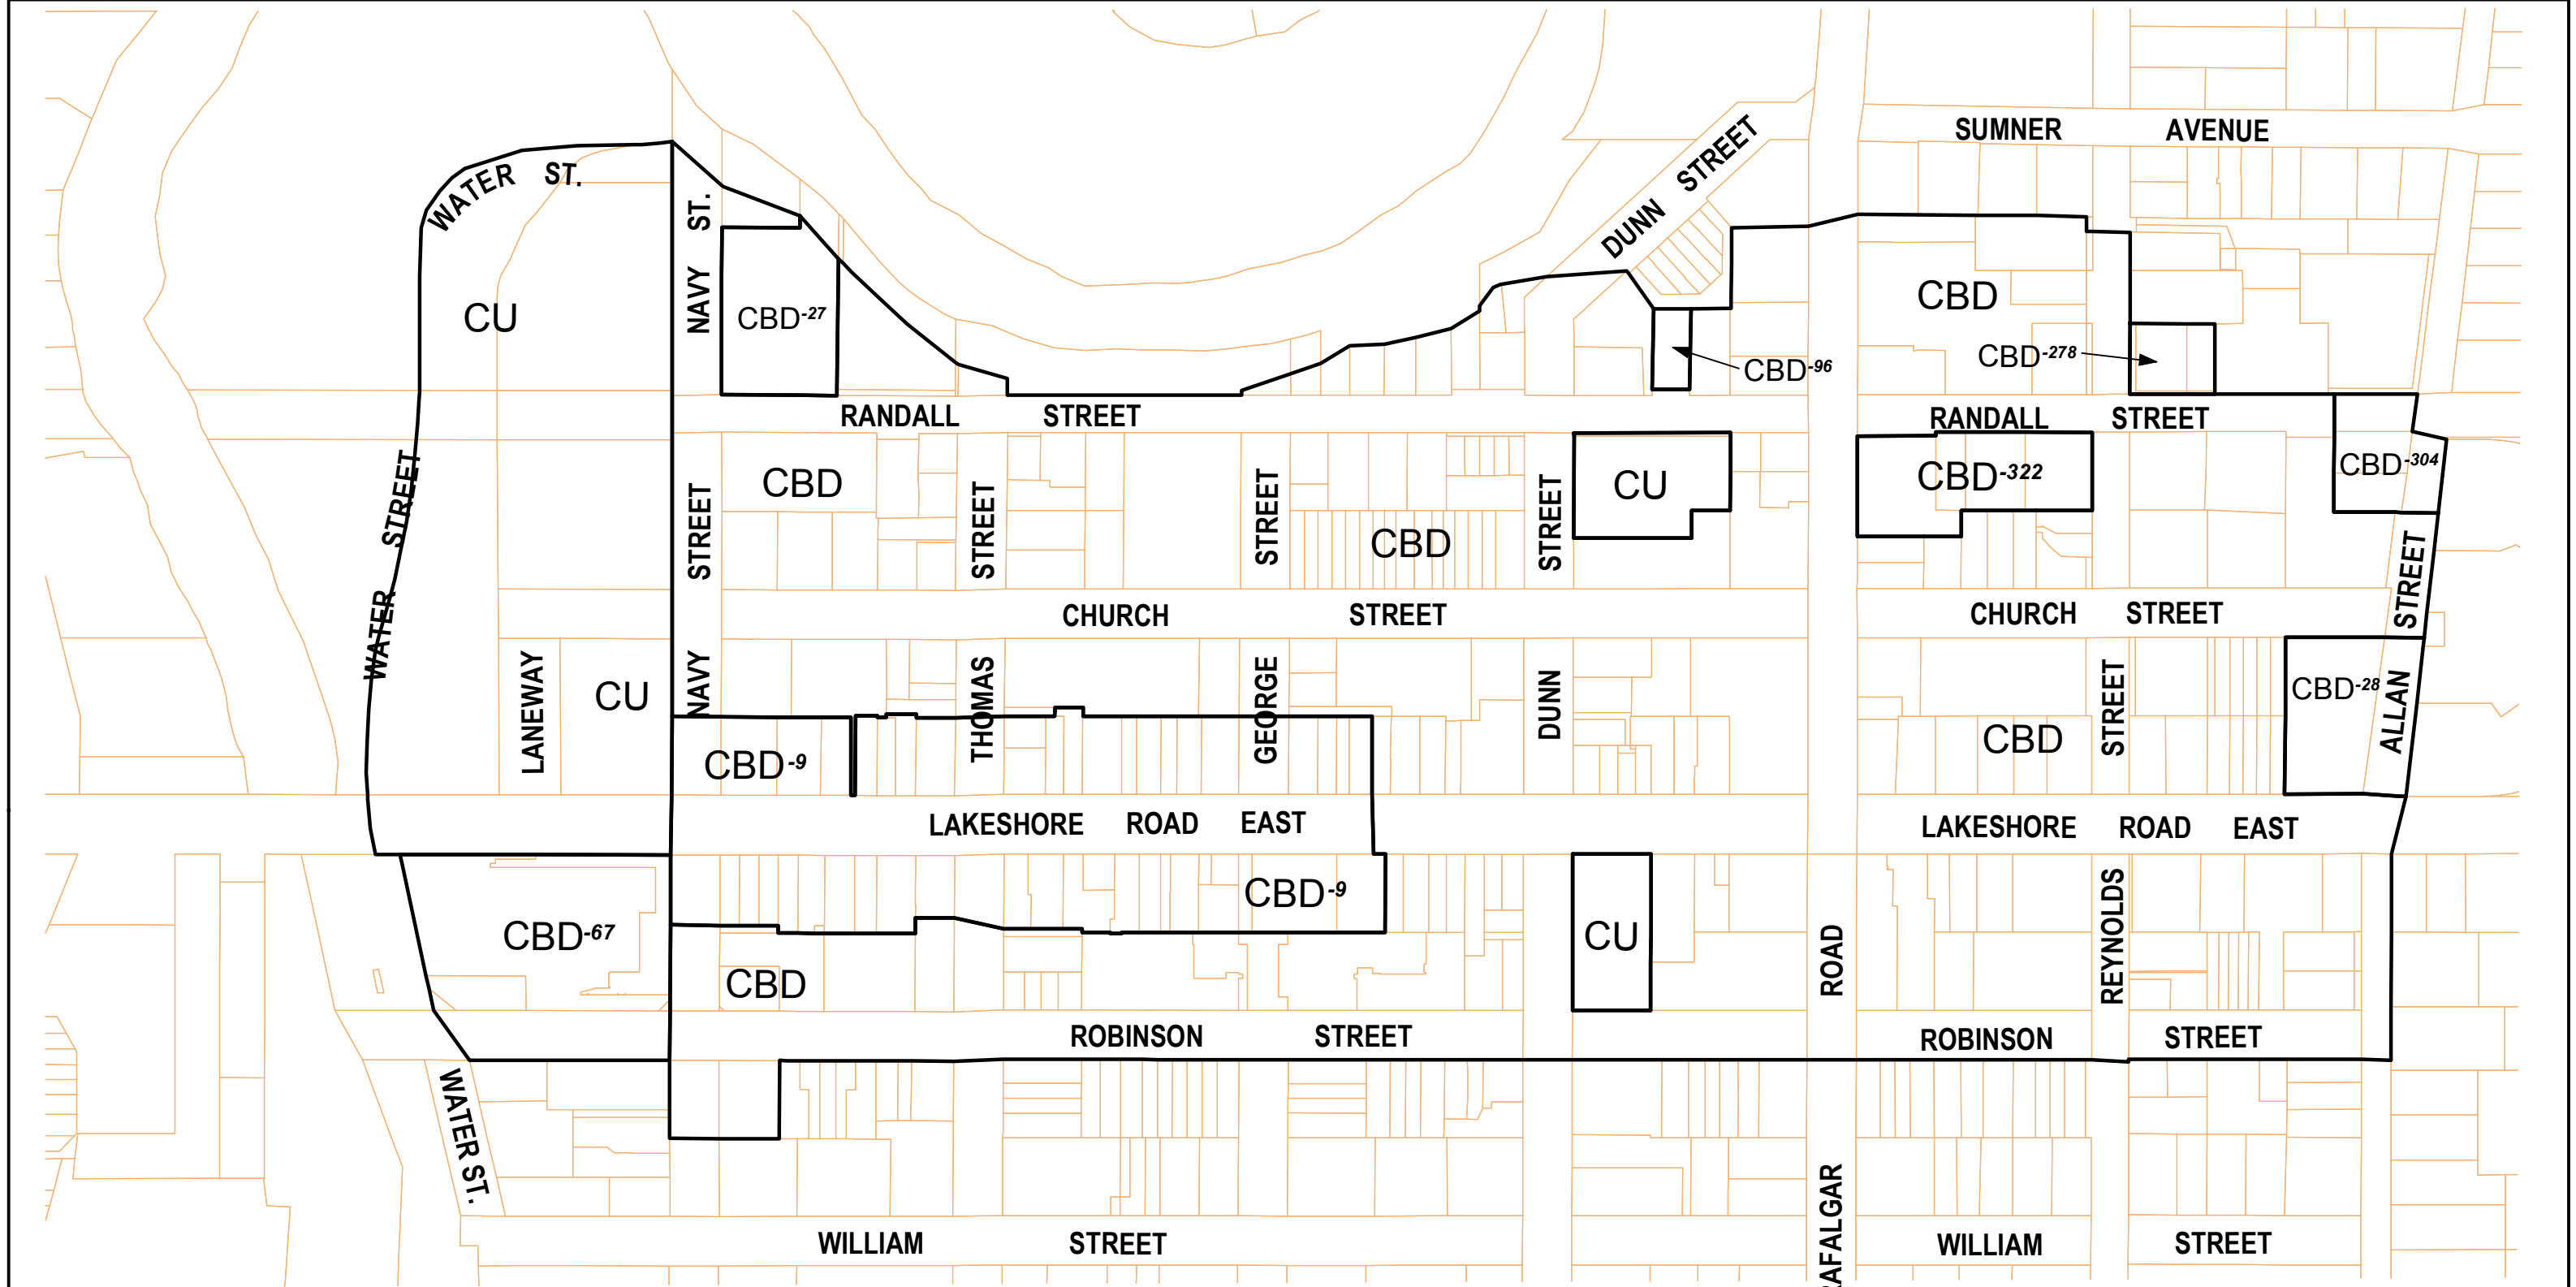 SUMNER AVENUE
WATER ST.
DUNN STREET
NAVY ST.
CU
CBD-27
CBD
CBD-278
CBD-96
RANDALL STREET
RANDALL STREET
CBD
CU
CBD-322
CBD-304
WATER STREET
NAVY STREET
THOMAS STREET
GEORGE STREET
CBD
DUNN STREET
ALLAN STREET
CHURCH STREET
CHURCH STREET
LANEWAY
CU
CBD-28
CBD-9
CBD
REYNOLDS STREET
LAKESHORE ROAD EAST
LAKESHORE ROAD EAST
CBD-9
CBD-67
CU
CBD
ROAD
ROBINSON STREET
ROBINSON STREET
WATER ST.
WILLIAM STREET
WILLIAM STREET
AFALGAR